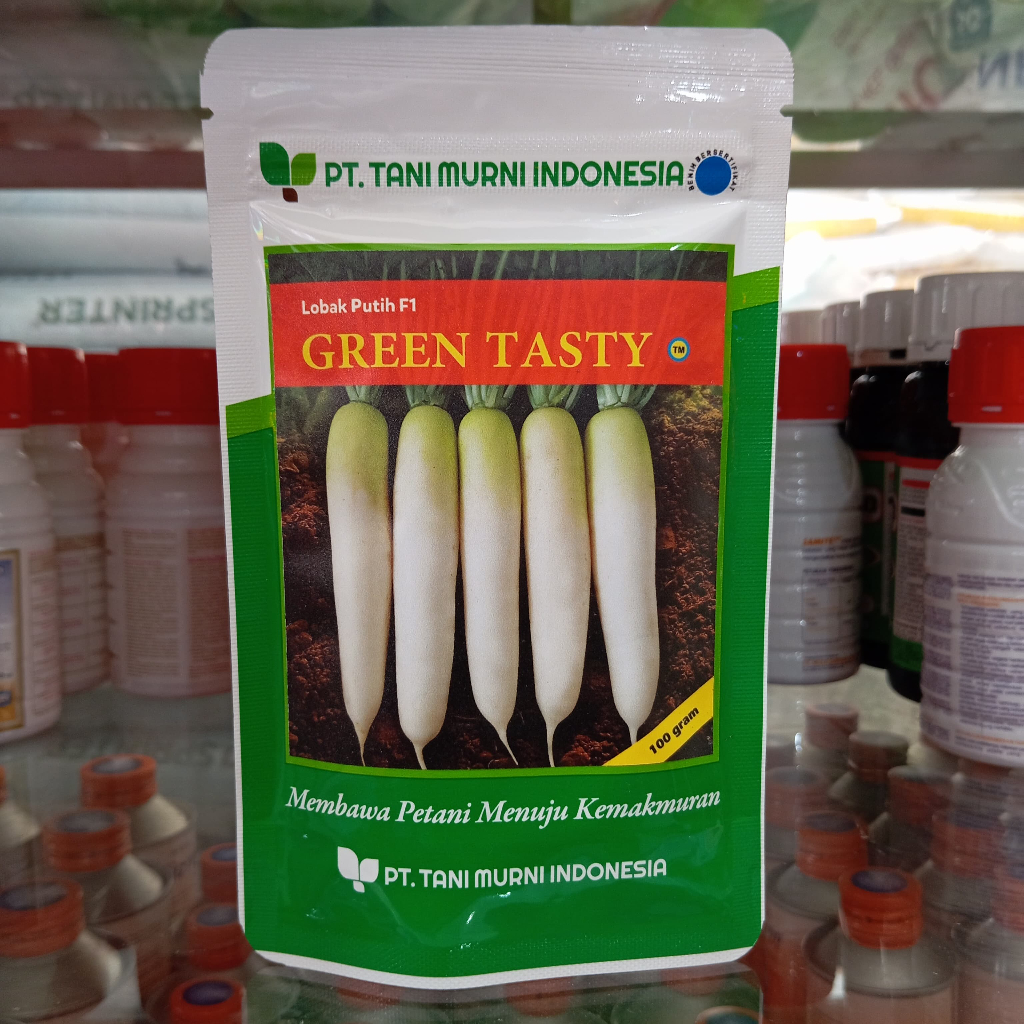 PT. TANI MURNI INDONESIA
BENIH BERSERTIFIKAT
Lobak Putih F1
GREEN TASTY TM
100 gram
Membawa Petani Menuju Kemakmuran
PT. TANI MURNI INDONESIA
SPRINTER